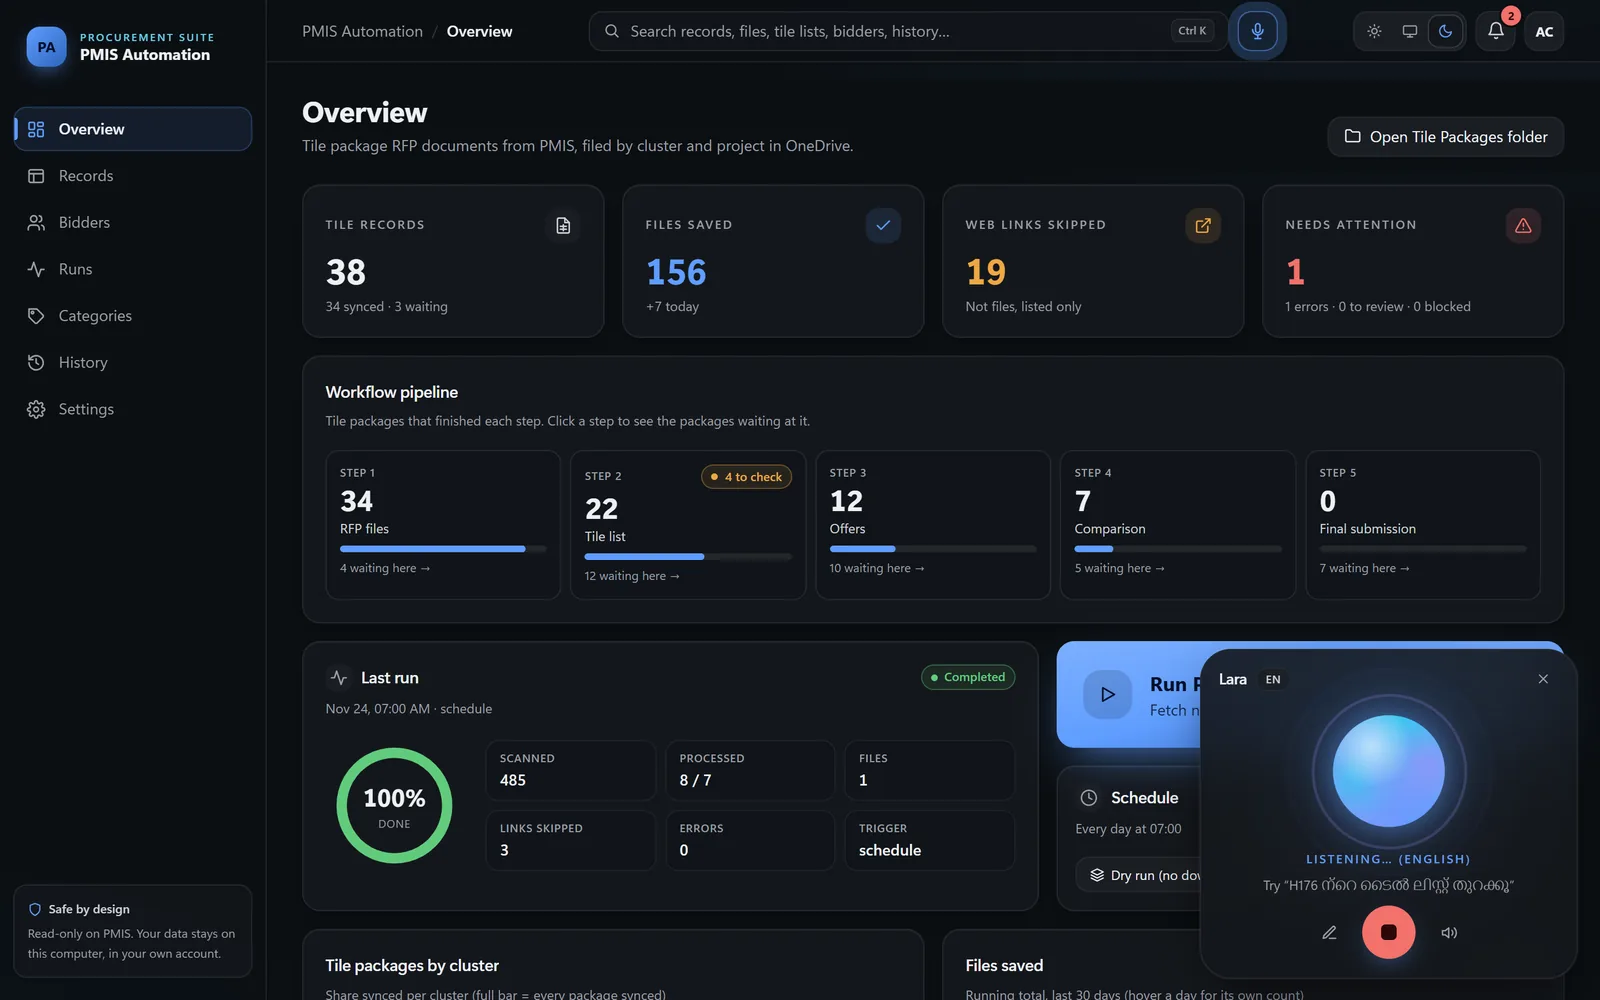 PA
PROCUREMENT SUITE
PMIS Automation
Overview
Records
Bidders
Runs
Categories
History
Settings
Safe by design
Read-only on PMIS. Your data stays on
this computer, in your own account.
PMIS Automation / Overview
Search records, files, tile lists, bidders, history...
Ctrl K
2
AC
Overview
Tile package RFP documents from PMIS, filed by cluster and project in OneDrive.
Open Tile Packages folder
TILE RECORDS
38
34 synced · 3 waiting
FILES SAVED
156
+7 today
WEB LINKS SKIPPED
19
Not files, listed only
NEEDS ATTENTION
1
1 errors · 0 to review · 0 blocked
Workflow pipeline
Tile packages that finished each step. Click a step to see the packages waiting at it.
STEP 1
34
RFP files
4 waiting here →
STEP 2
4 to check
22
Tile list
12 waiting here →
STEP 3
12
Offers
10 waiting here →
STEP 4
7
Comparison
5 waiting here →
STEP 5
0
Final submission
7 waiting here →
Last run
Completed
Nov 24, 07:00 AM · schedule
100%
DONE
SCANNED
485
PROCESSED
8 / 7
FILES
1
LINKS SKIPPED
3
ERRORS
0
TRIGGER
schedule
Run
Fetch n
Schedule
Every day at 07:00
Dry run (no dow
Lara EN
LISTENING... (ENGLISH)
Try “H176 ന്റെ ടൈൽ ലിസ്റ്റ് തുറക്കൂ”
Tile packages by cluster
Share synced per cluster (full bar = every package synced)
Files saved
Running total, last 30 days (hover a day for its own count)